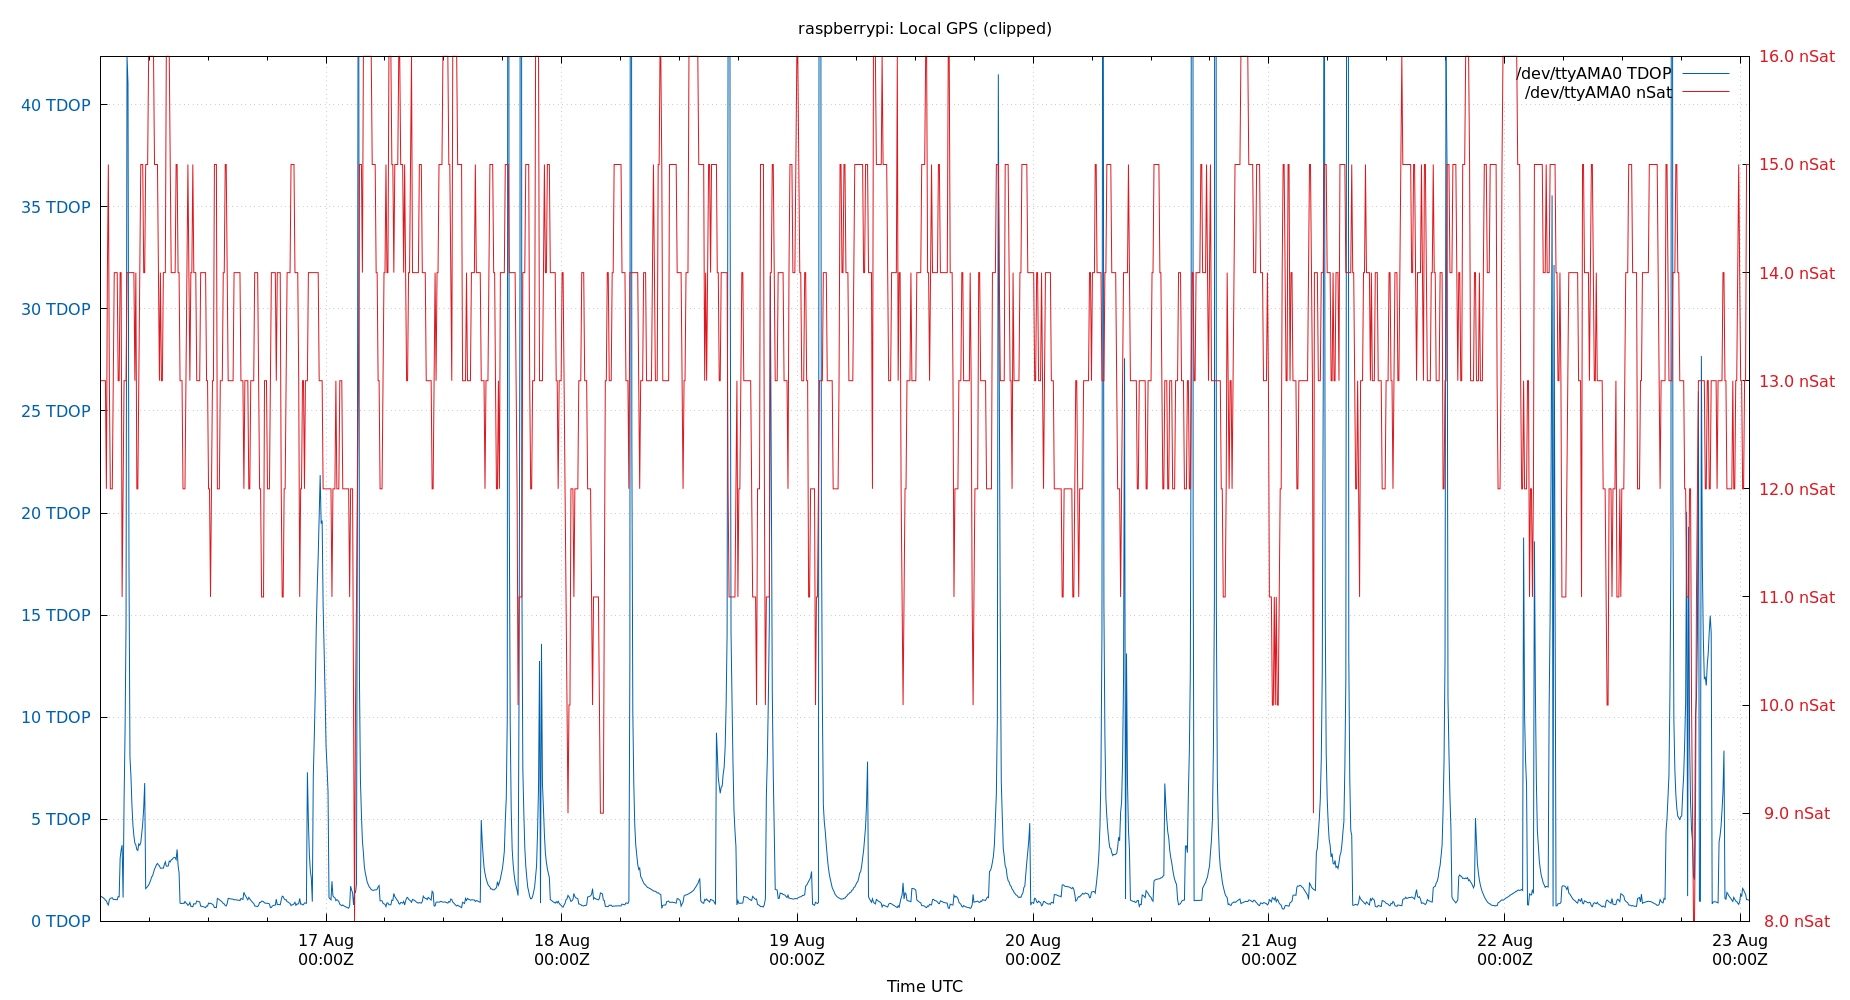 raspberrypi: Local GPS (clipped)
16.0 nSat
/dev/ttyAMA0 TDOP
/dev/ttyAMA0 nSat
40 TDOP
15.0 nSat
35 TDOP
14.0 nSat
30 TDOP
13.0 nSat
25 TDOP
12.0 nSat
20 TDOP
11.0 nSat
15 TDOP
10.0 nSat
10 TDOP
9.0 nSat
5 TDOP
8.0 nSat
0 TDOP
17 Aug 18 Aug 19 Aug 20 Aug 21 Aug 22 Aug 23 Aug
00:00Z 00:00Z 00:00Z 00:00Z 00:00Z 00:00Z 00:00Z
Time UTC